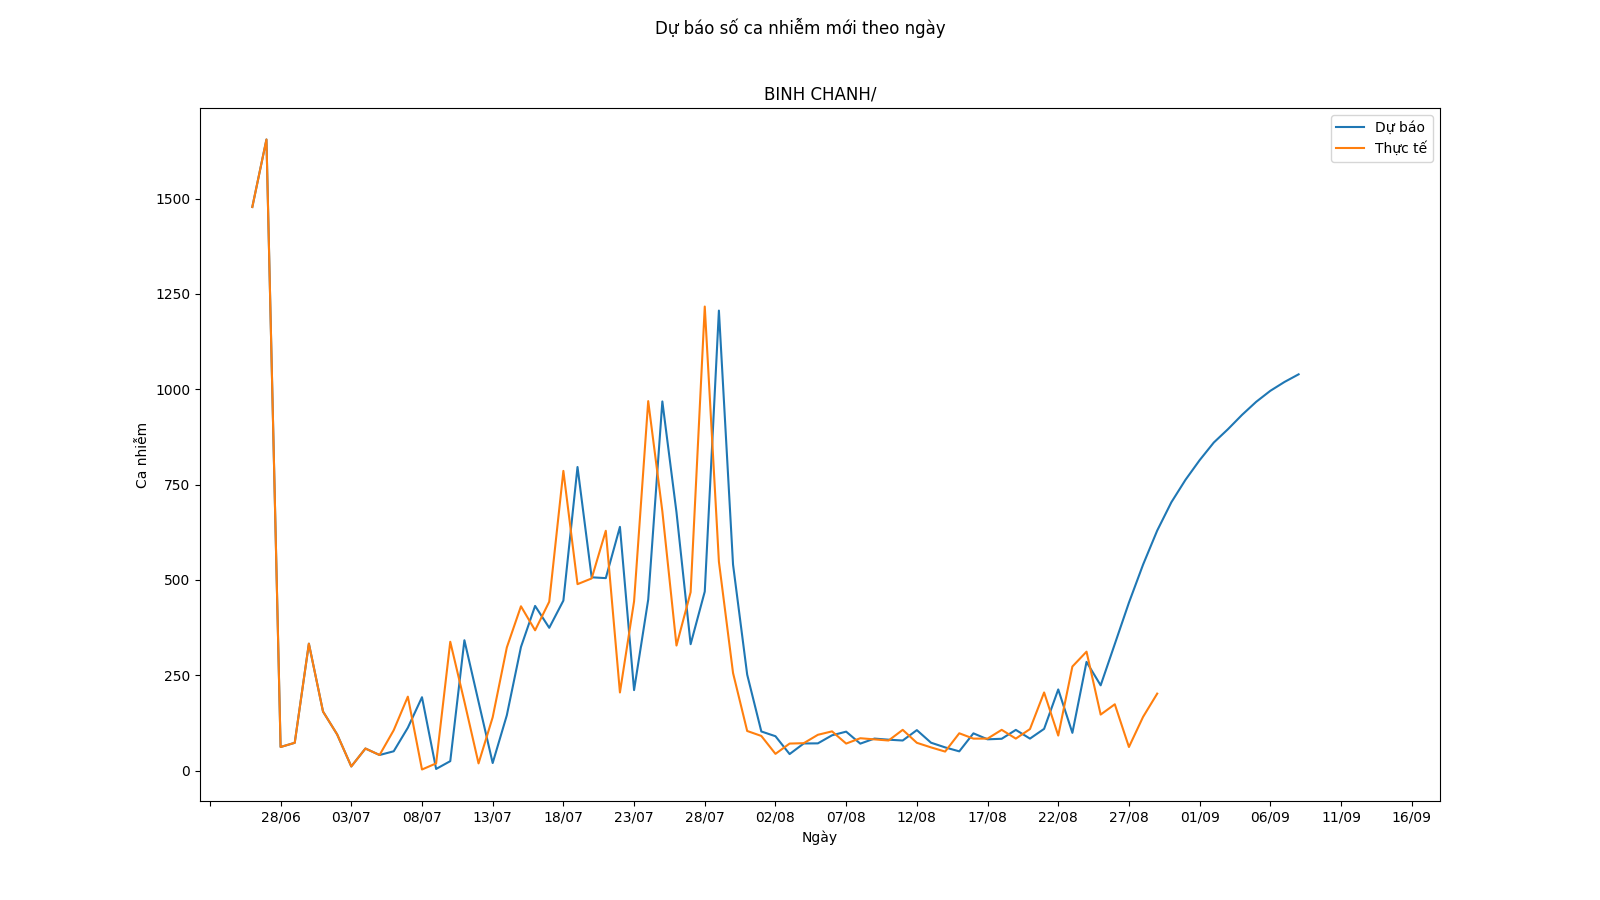 Dự báo số ca nhiễm mới theo ngày
BINH CHANH/
Dự báo
Thực tế
1500
1250
1000
750
500
250
0
Ca nhiễm
28/06 03/07 08/07 13/07 18/07 23/07 28/07 02/08 07/08 12/08 17/08 22/08 27/08 01/09 06/09 11/09 16/09
Ngày